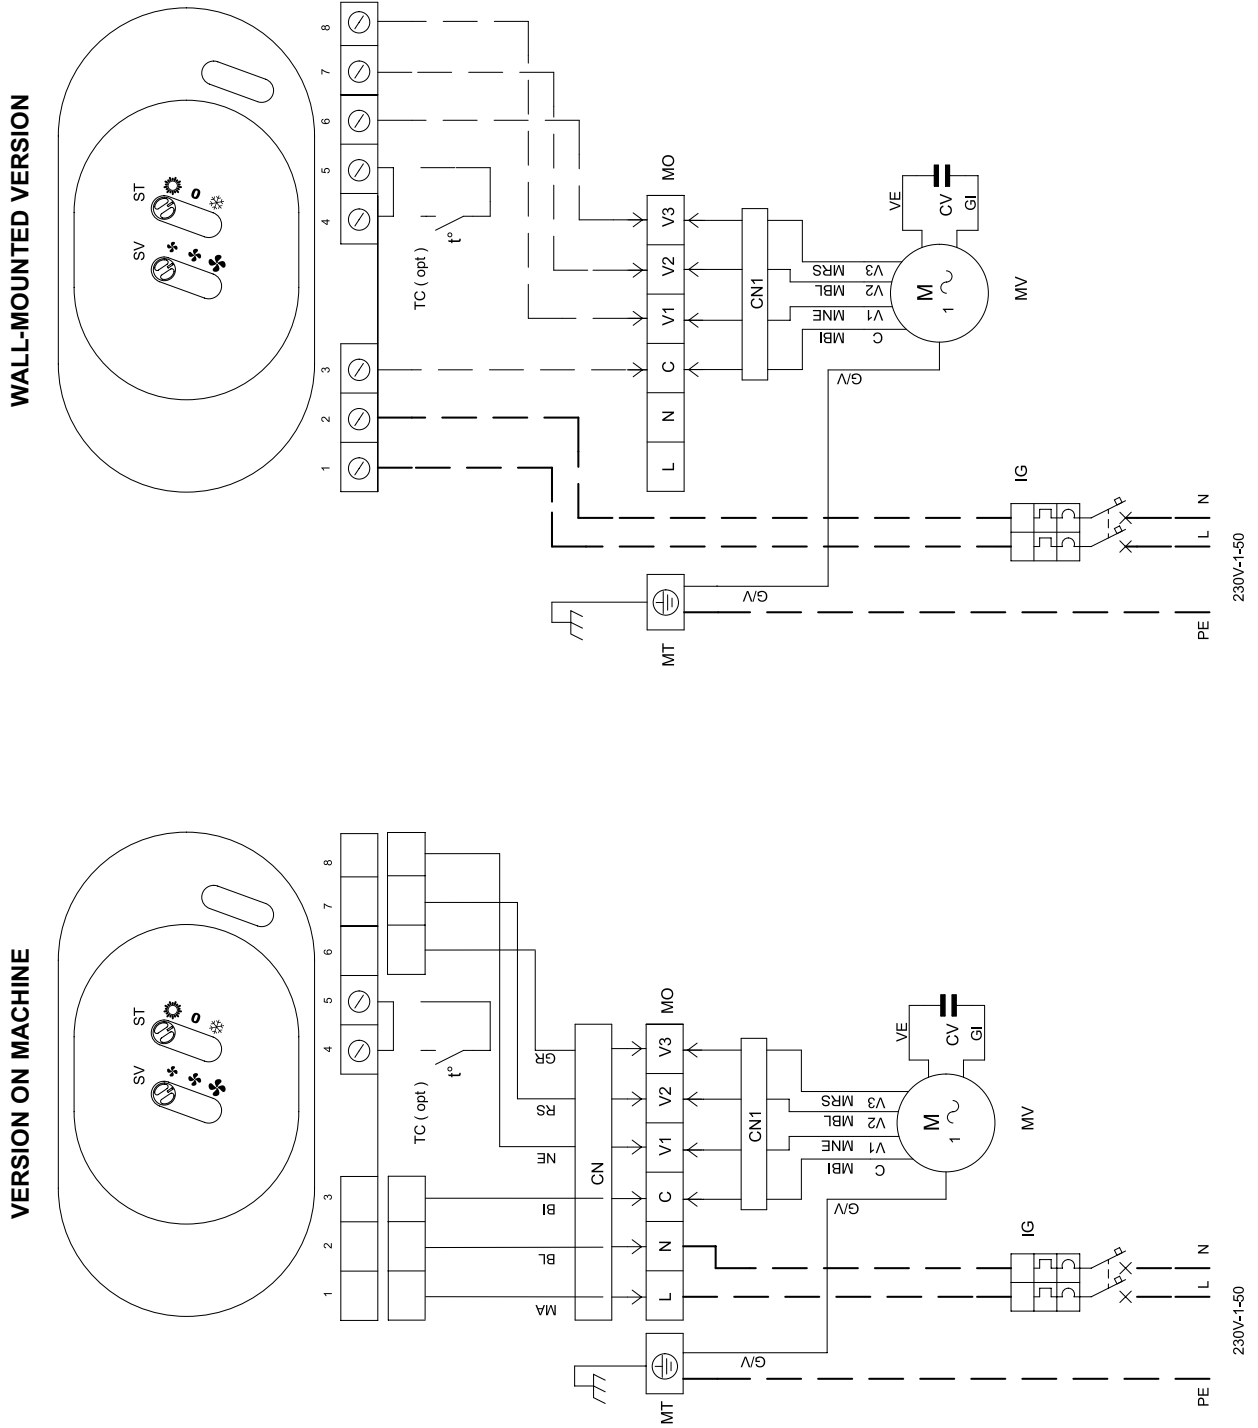 WALL-MOUNTED VERSION
SV
ST
0
1
2
3
4
5
6
7
8
TC ( opt )
t°
MO
L
N
C
V1
V2
V3
CN1
MBI
MNE
MBL
MRS
C
V1
V2
V3
G/V
M
1
MV
VE
CV
GI
MT
G/V
IG
PE
L
N
230V-1-50
VERSION ON MACHINE
SV
ST
0
1
2
3
4
5
6
7
8
TC ( opt )
t°
MA
BL
BI
NE
RS
GR
CN
MO
L
N
C
V1
V2
V3
CN1
MBI
MNE
MBL
MRS
C
V1
V2
V3
G/V
M
1
MV
VE
CV
GI
MT
G/V
IG
PE
L
N
230V-1-50